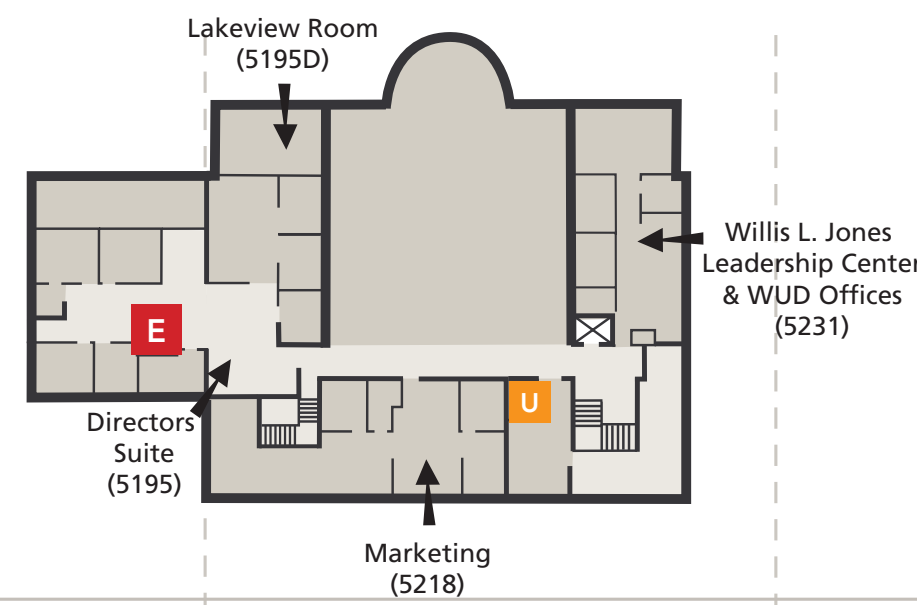 Lakeview Room
(5195D)
Willis L. Jones
Leadership Center
& WUD Offices
(5231)
E
U
Directors
Suite
(5195)
Marketing
(5218)